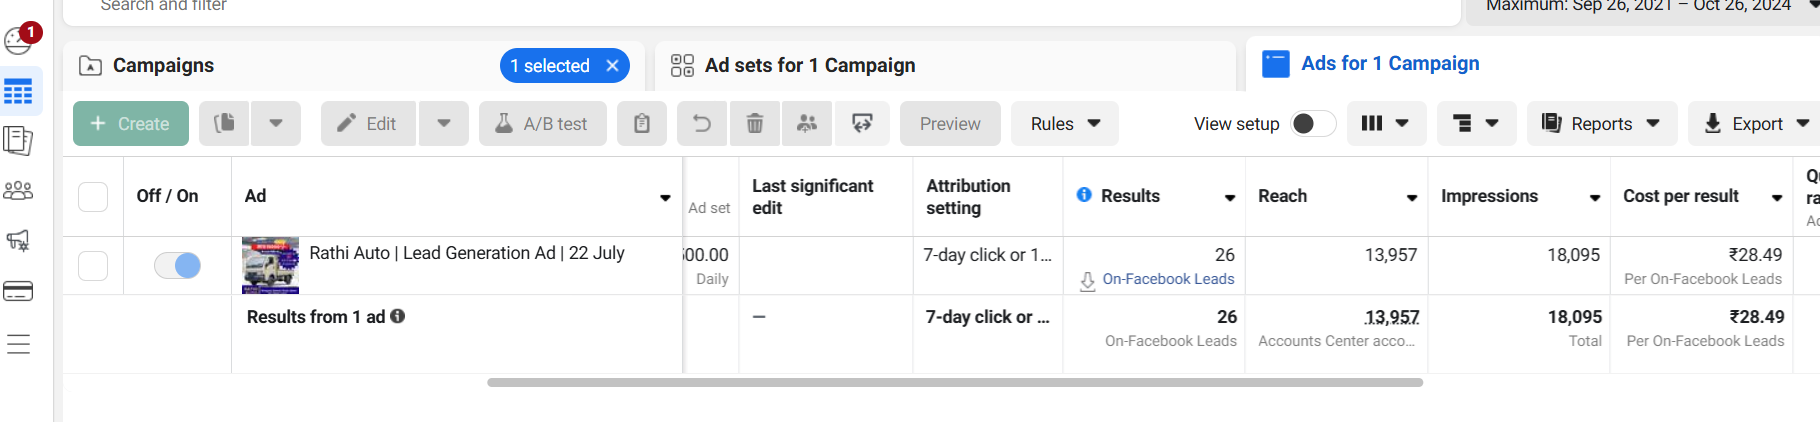 Search and filter
Maximum: Sep 26, 2021 – Oct 26, 2024
1
Campaigns
1 selected
Ad sets for 1 Campaign
Ads for 1 Campaign
+ Create
Edit
A/B test
Preview
Rules
View setup
Reports
Export
Off / On
Ad
Ad set
Last significant
edit
Attribution
setting
Results
Reach
Impressions
Cost per result
Rathi Auto | Lead Generation Ad | 22 July
00.00
Daily
7-day click or 1...
26
On-Facebook Leads
13,957
18,095
₹28.49
Per On-Facebook Leads
Results from 1 ad
—
7-day click or ...
26
On-Facebook Leads
13,957
Accounts Center acco...
18,095
Total
₹28.49
Per On-Facebook Leads